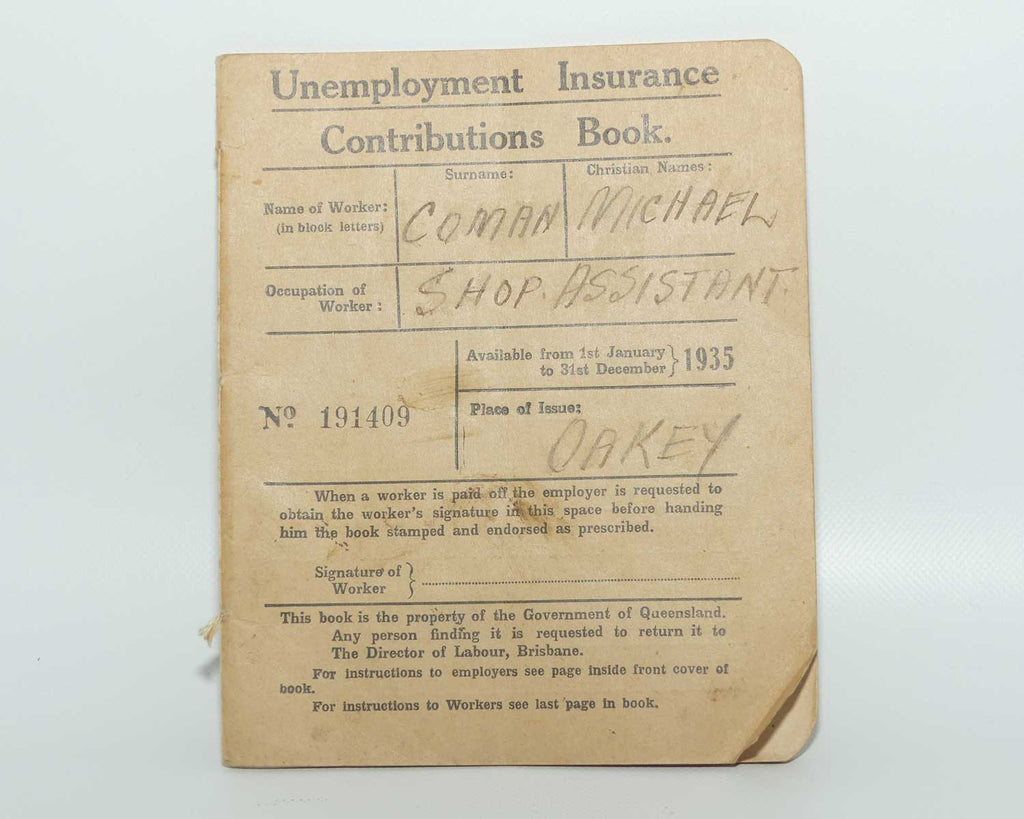 Unemployment Insurance
Contributions Book.
Surname: Christian Names:
Name of Worker: COMAN MICHAEL
(in block letters)
Occupation of
Worker: SHOP. ASSISTANT.
Available from 1st January
to 31st December } 1935
Nº 191409
Place of Issue:
OAKEY
When a worker is paid off the employer is requested to
obtain the worker's signature in this space before handing
him the book stamped and endorsed as prescribed.
Signature of
Worker }
This book is the property of the Government of Queensland.
Any person finding it is requested to return it to
The Director of Labour, Brisbane.
For instructions to employers see page inside front cover of
book.
For instructions to Workers see last page in book.